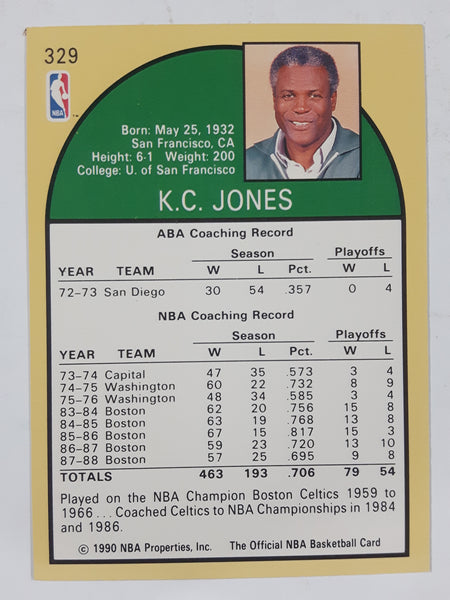 329
NBA
Born: May 25, 1932
San Francisco, CA
Height: 6-1 Weight: 200
College: U. of San Francisco
K.C. JONES
ABA Coaching Record
Season Playoffs
YEAR TEAM W L Pct. W L
72–73 San Diego 30 54 .357 0 4
NBA Coaching Record
Season Playoffs
YEAR TEAM W L Pct. W L
73–74 Capital 47 35 .573 3 4
74–75 Washington 60 22 .732 8 9
75–76 Washington 48 34 .585 3 4
83–84 Boston 62 20 .756 15 8
84–85 Boston 63 19 .768 13 8
85–86 Boston 67 15 .817 15 3
86–87 Boston 59 23 .720 13 10
87–88 Boston 57 25 .695 9 8
TOTALS 463 193 .706 79 54
Played on the NBA Champion Boston Celtics 1959 to
1966 . . . Coached Celtics to NBA Championships in 1984
and 1986.
© 1990 NBA Properties, Inc. The Official NBA Basketball Card